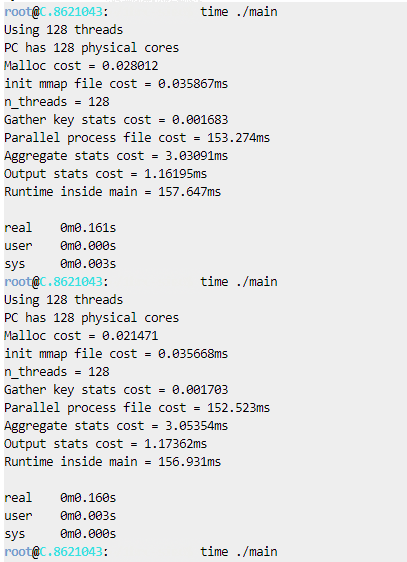 root@C.8621043: time ./main
Using 128 threads
PC has 128 physical cores
Malloc cost = 0.028012
init mmap file cost = 0.035867ms
n_threads = 128
Gather key stats cost = 0.001683
Parallel process file cost = 153.274ms
Aggregate stats cost = 3.03091ms
Output stats cost = 1.16195ms
Runtime inside main = 157.647ms
real 0m0.161s
user 0m0.000s
sys 0m0.003s
root@C.8621043: time ./main
Using 128 threads
PC has 128 physical cores
Malloc cost = 0.021471
init mmap file cost = 0.035668ms
n_threads = 128
Gather key stats cost = 0.001703
Parallel process file cost = 152.523ms
Aggregate stats cost = 3.05354ms
Output stats cost = 1.17362ms
Runtime inside main = 156.931ms
real 0m0.160s
user 0m0.003s
sys 0m0.000s
root@C.8621043: time ./main